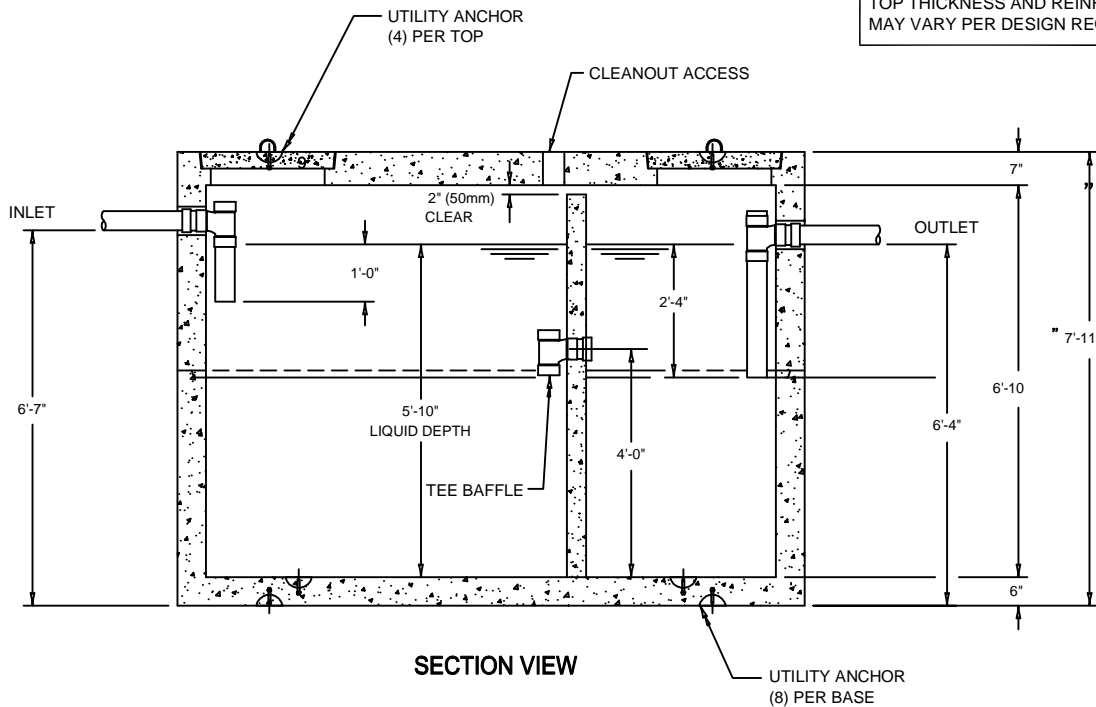 TOP THICKNESS AND
MAY VARY PER DESIGN
UTILITY ANCHOR
(4) PER TOP
CLEANOUT ACCESS
7"
"
2" (50mm)
CLEAR
INLET
OUTLET
1'-0"
2'-4"
" 7'-11
6'-10
6'-7"
5'-10"
LIQUID DEPTH
6'-4"
4'-0"
TEE BAFFLE
6"
SECTION VIEW
UTILITY ANCHOR
(8) PER BASE